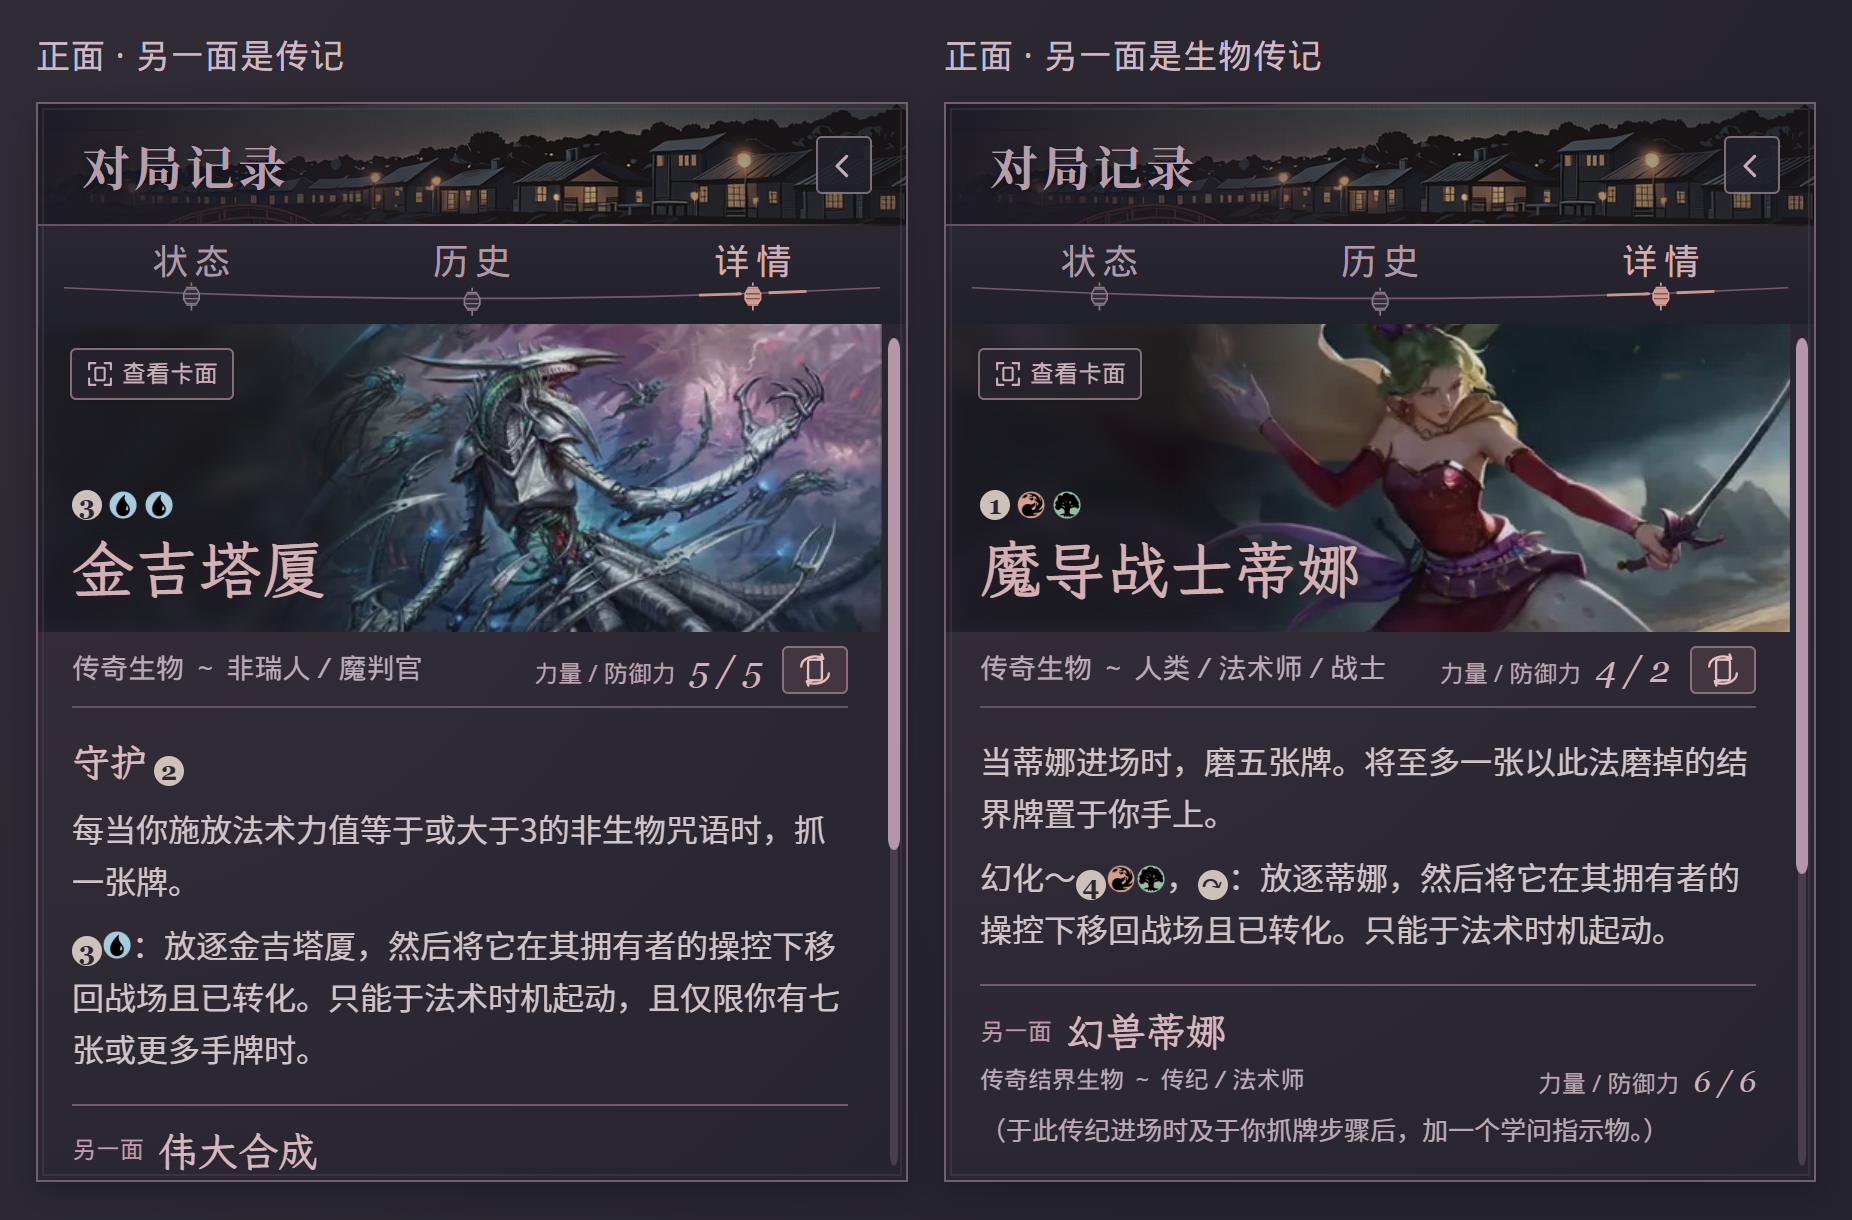 正面 · 另一面是传记
对局记录
状态 历史 详情
查看卡面
3
金吉塔厦
传奇生物 ~ 非瑞人 / 魔判官 力量 / 防御力 5 / 5
守护 2
每当你施放法术力值等于或大于3的非生物咒语时，抓
一张牌。
3：放逐金吉塔厦，然后将它在其拥有者的操控下移
回战场且已转化。只能于法术时机起动，且仅限你有七
张或更多手牌时。
另一面 伟大合成
正面 · 另一面是生物传记
对局记录
状态 历史 详情
查看卡面
1
魔导战士蒂娜
传奇生物 ~ 人类 / 法术师 / 战士 力量 / 防御力 4 / 2
当蒂娜进场时，磨五张牌。将至多一张以此法磨掉的结
界牌置于你手上。
幻化～4，：放逐蒂娜，然后将它在其拥有者的
操控下移回战场且已转化。只能于法术时机起动。
另一面 幻兽蒂娜
传奇结界生物 ~ 传纪 / 法术师 力量 / 防御力 6 / 6
（于此传纪进场时及于你抓牌步骤后，加一个学问指示物。）